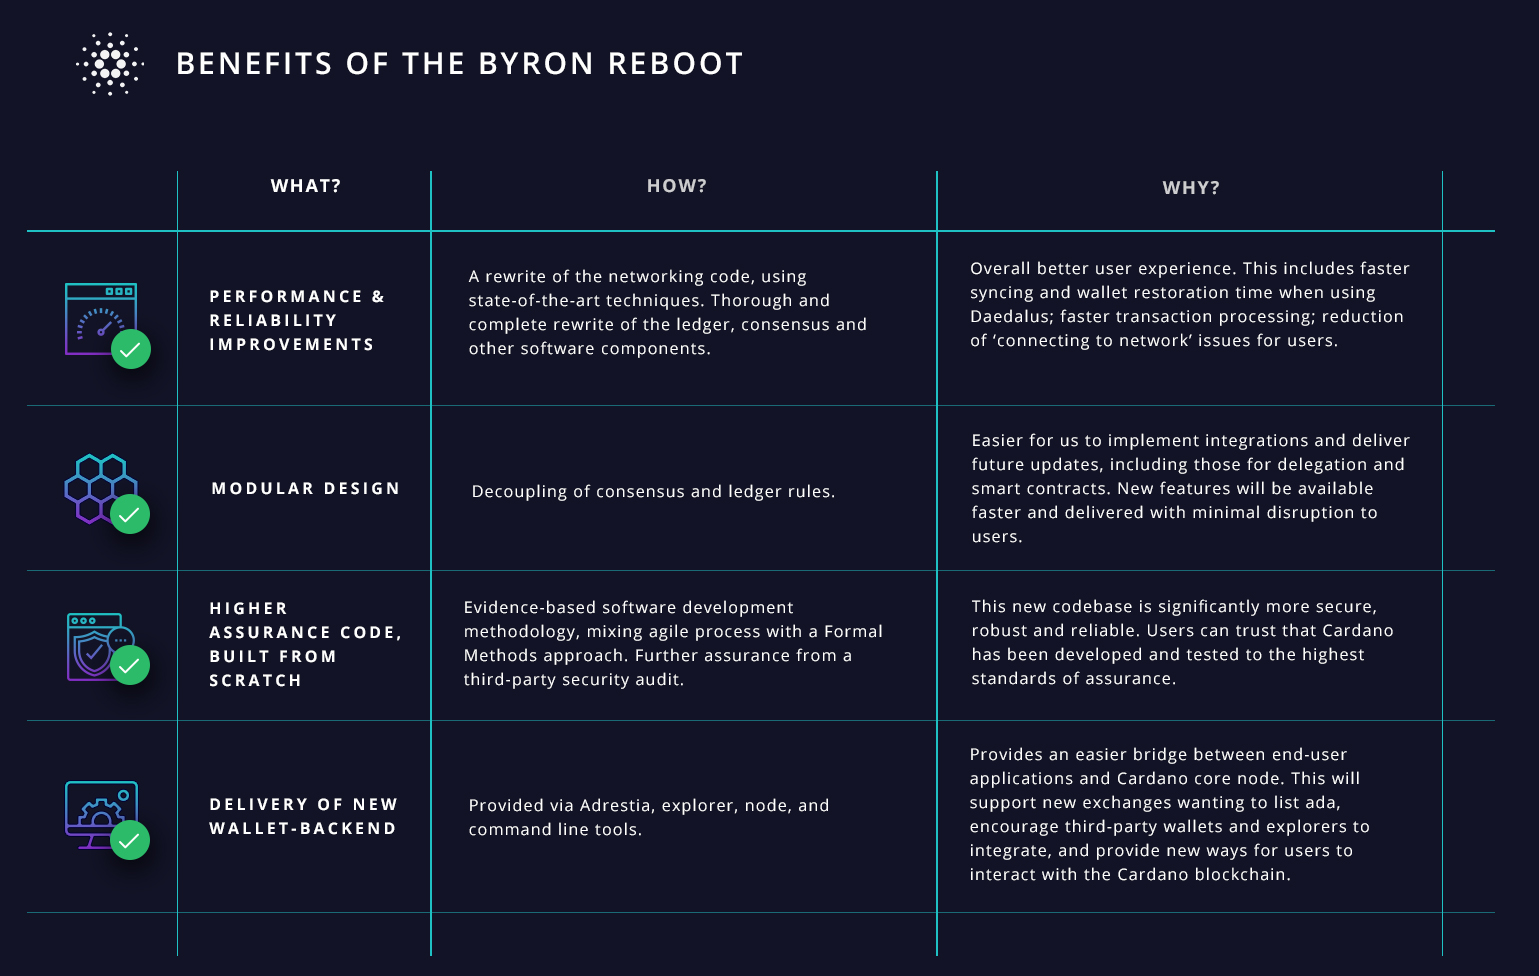 BENEFITS OF THE BYRON REBOOT
WHAT?
HOW?
WHY?
PERFORMANCE &
RELIABILITY
IMPROVEMENTS
A rewrite of the networking code, using
state-of-the-art techniques. Thorough and
complete rewrite of the ledger, consensus and
other software components.
Overall better user experience. This includes faster
syncing and wallet restoration time when using
Daedalus; faster transaction processing; reduction
of ‘connecting to network’ issues for users.
MODULAR DESIGN
Decoupling of consensus and ledger rules.
Easier for us to implement integrations and deliver
future updates, including those for delegation and
smart contracts. New features will be available
faster and delivered with minimal disruption to
users.
HIGHER
ASSURANCE CODE,
BUILT FROM
SCRATCH
Evidence-based software development
methodology, mixing agile process with a Formal
Methods approach. Further assurance from a
third-party security audit.
This new codebase is significantly more secure,
robust and reliable. Users can trust that Cardano
has been developed and tested to the highest
standards of assurance.
DELIVERY OF NEW
WALLET-BACKEND
Provided via Adrestia, explorer, node, and
command line tools.
Provides an easier bridge between end-user
applications and Cardano core node. This will
support new exchanges wanting to list ada,
encourage third-party wallets and explorers to
integrate, and provide new ways for users to
interact with the Cardano blockchain.